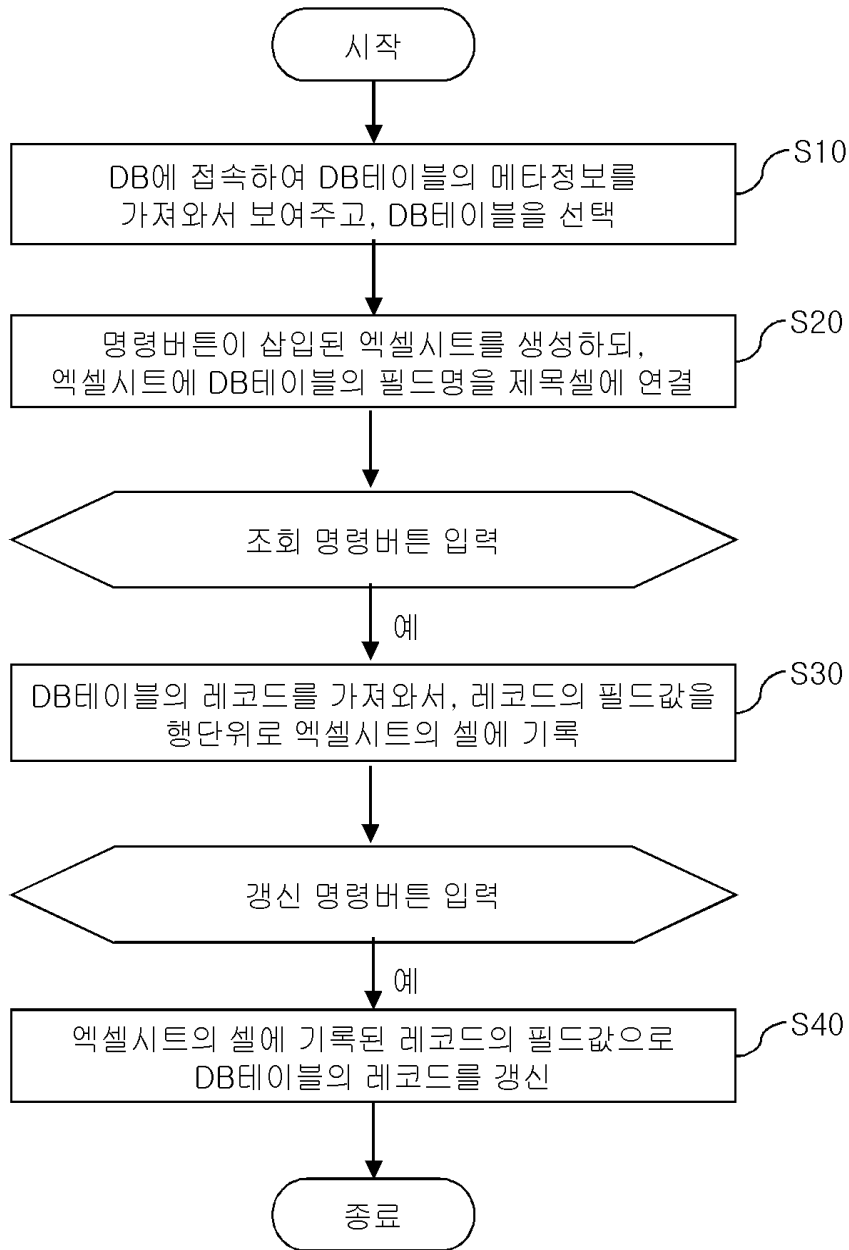 시작
S10
DB에 접속하여 DB테이블의 메타정보를
가져와서 보여주고, DB테이블을 선택
S20
명령버튼이 삽입된 엑셀시트를 생성하되,
엑셀시트에 DB테이블의 필드명을 제목셀에 연결
조회 명령버튼 입력
예
S30
DB테이블의 레코드를 가져와서, 레코드의 필드값을
행단위로 엑셀시트의 셀에 기록
갱신 명령버튼 입력
예
S40
엑셀시트의 셀에 기록된 레코드의 필드값으로
DB테이블의 레코드를 갱신
종료